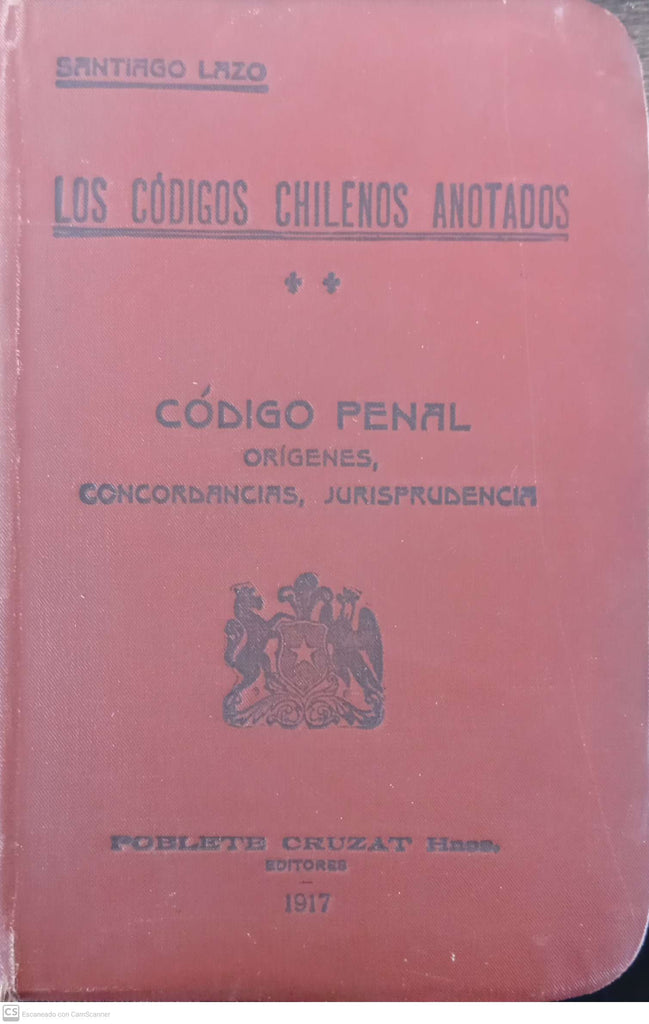 SANTIAGO LAZO
LOS CÓDIGOS CHILENOS ANOTADOS
CÓDIGO PENAL
ORÍGENES,
CONCORDANCIAS, JURISPRUDENCIA
POBLETE CRUZAT Hnos.
EDITORES
1917
CS Escaneado con CamScanner